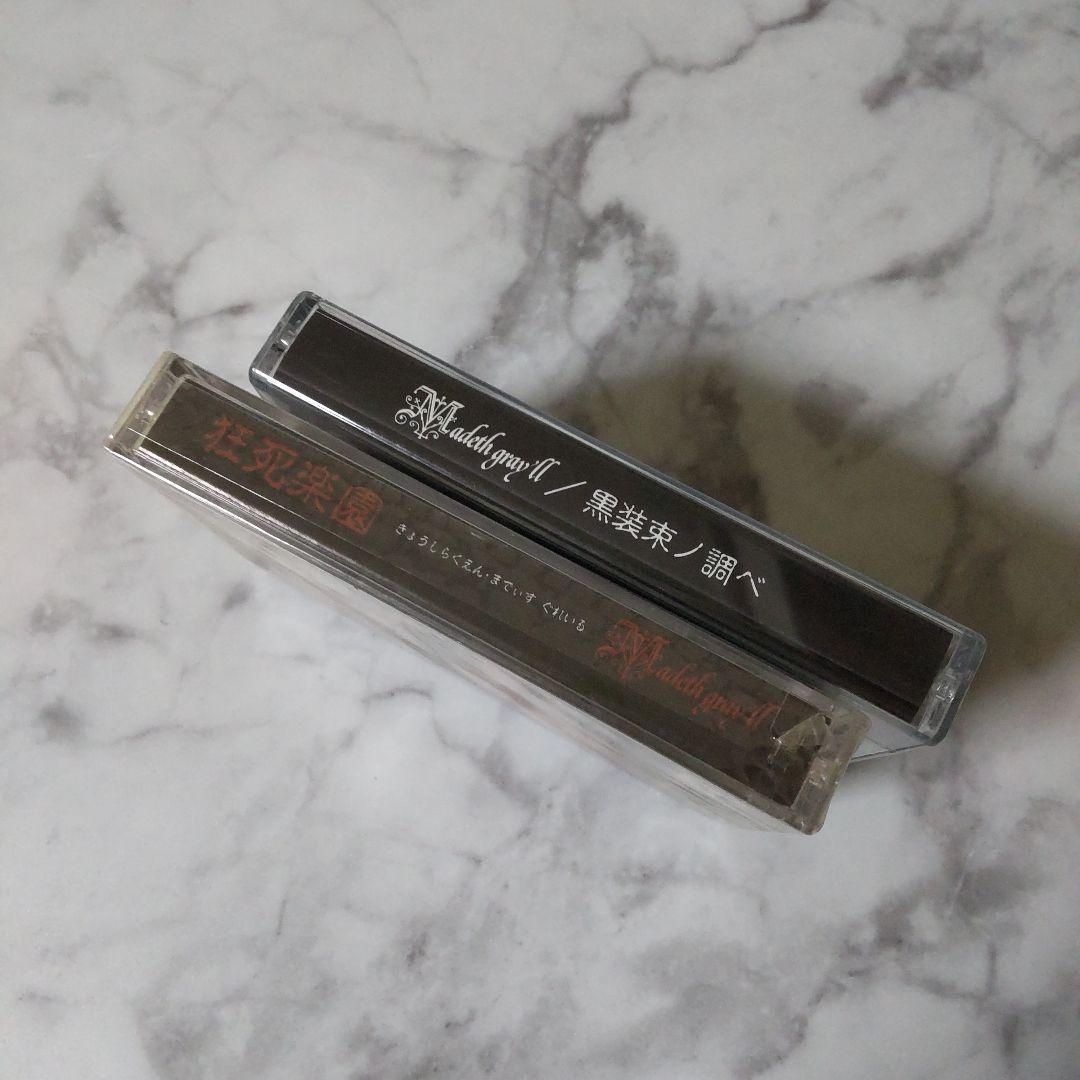 Madeth gray'll / 黒装束ノ調べ
狂死楽園 きょうしらくえん・までぃす ぐれいる Madeth gray'll